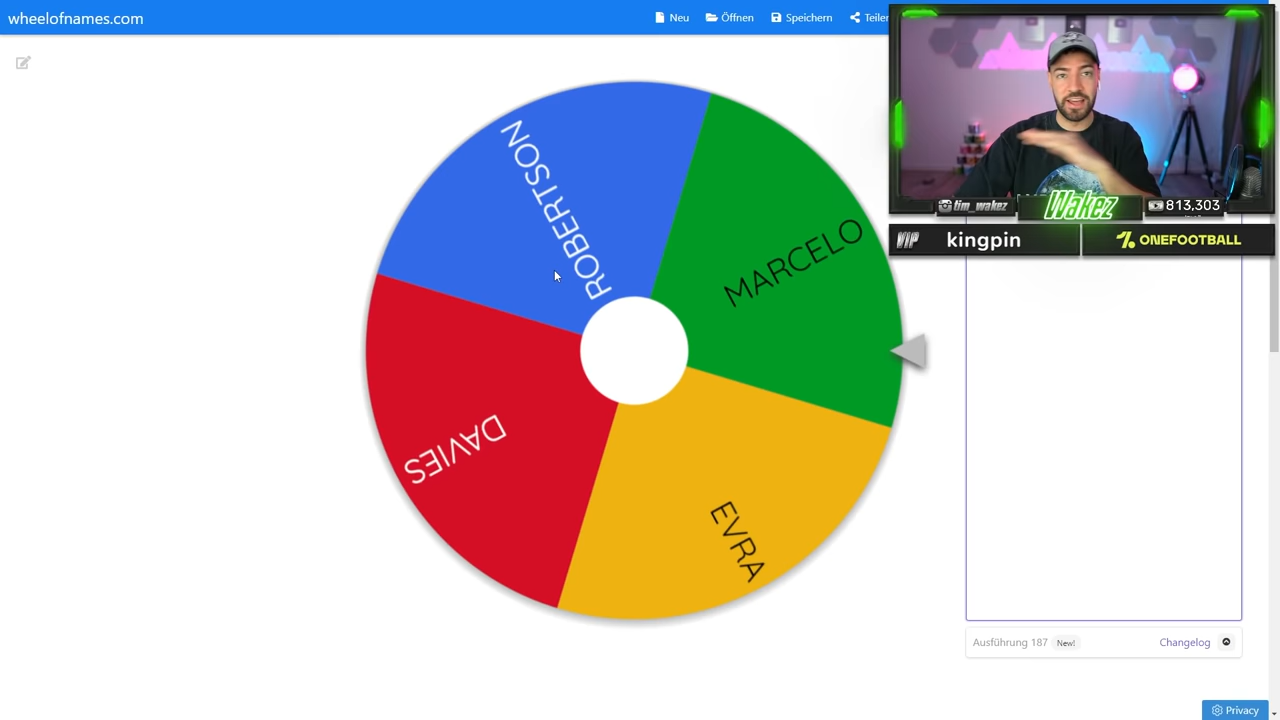 wheelofnames.com
Neu
Öffnen
Speichern
Teilen
ROBERTSON
MARCELO
DAVIES
EVRA
tim_wakez
Wakez
813,303
VIP
kingpin
ONEFOOTBALL
Ausführung 187
New!
Changelog
Privacy